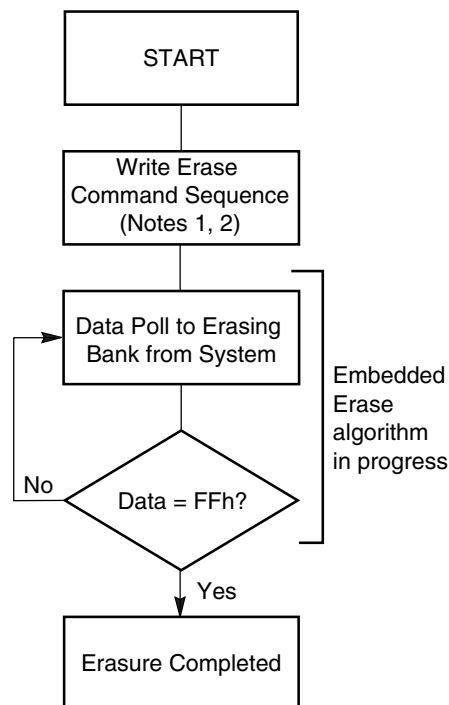 START
Write Erase
Command Sequence
(Notes 1, 2)
Data Poll to Erasing
Bank from System
Embedded
Erase
algorithm
in progress
No
Data = FFh?
Yes
Erasure Completed